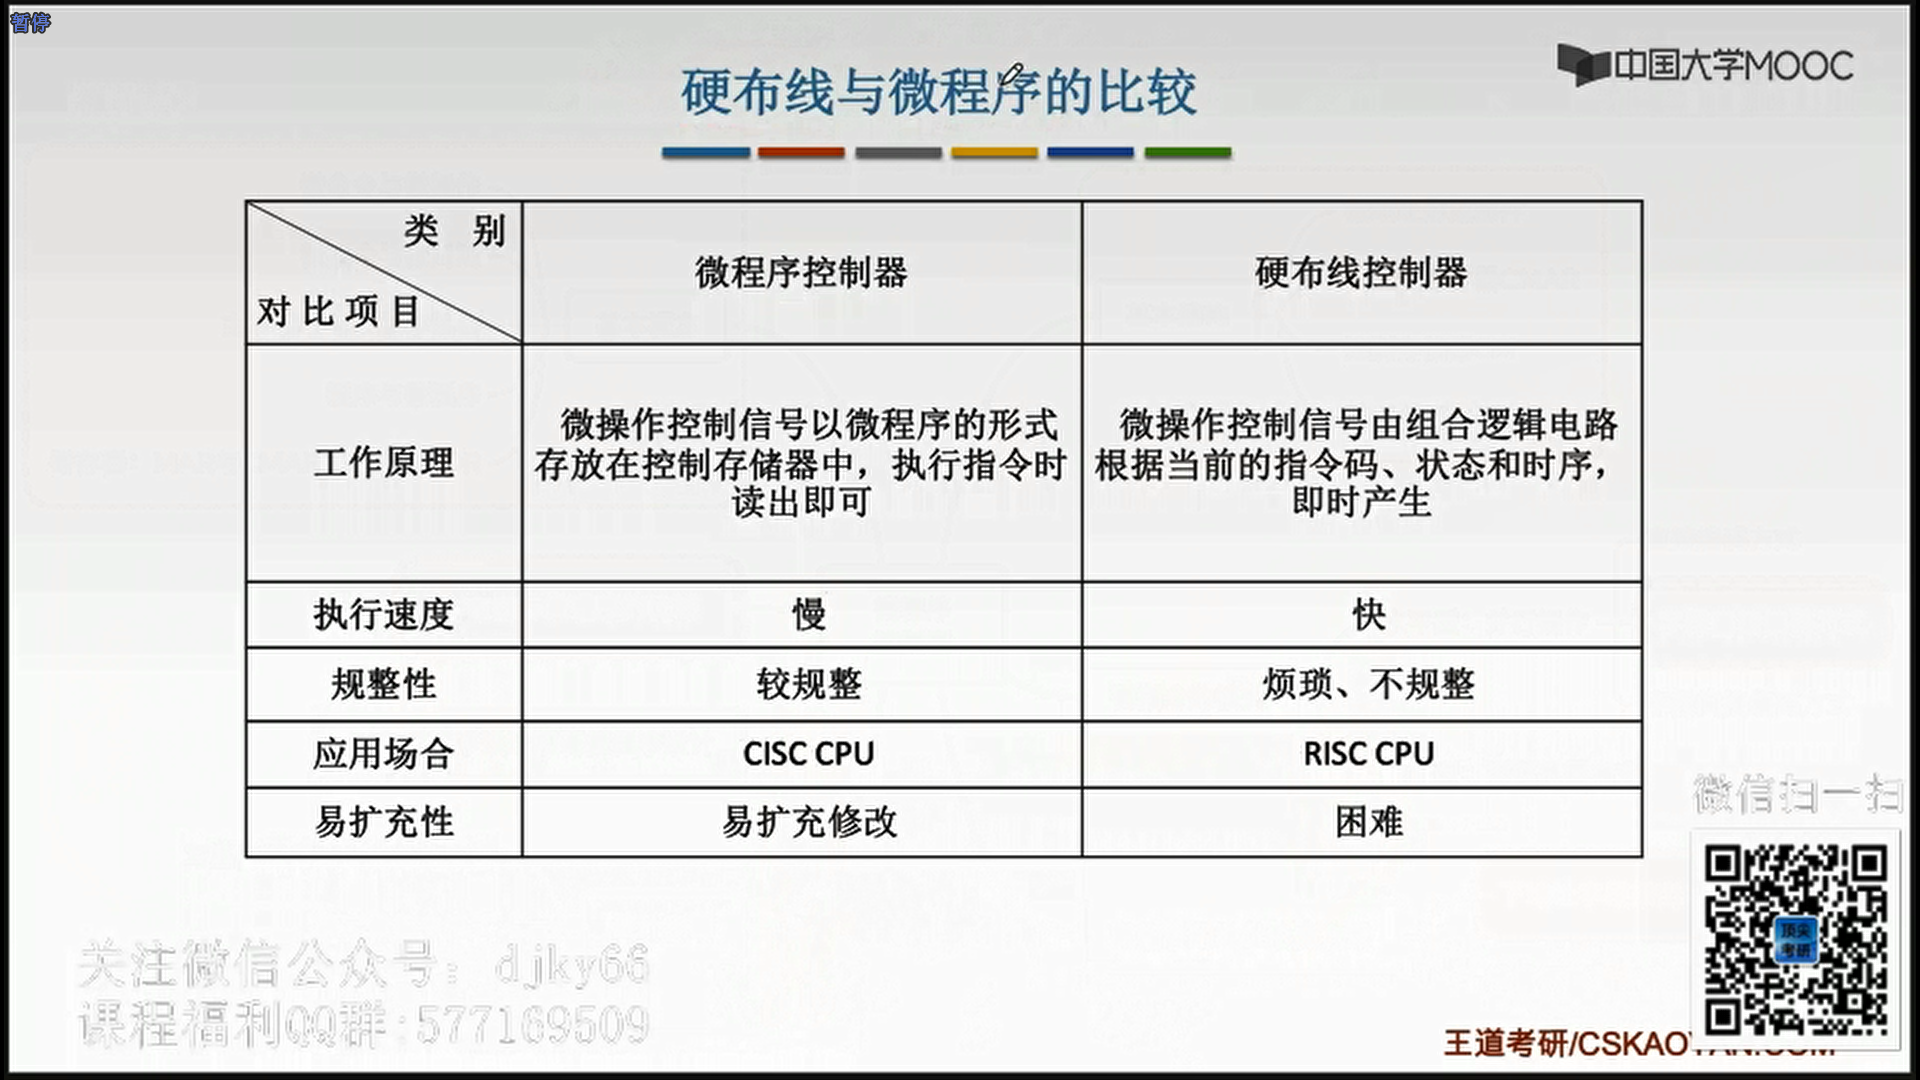 暂停
中国大学MOOC
硬布线与微程序的比较
类 别
对比项目
微程序控制器
硬布线控制器
工作原理
微操作控制信号以微程序的形式
存放在控制存储器中，执行指令时
读出即可
微操作控制信号由组合逻辑电路
根据当前的指令码、状态和时序，
即时产生
执行速度
慢
快
规整性
较规整
烦琐、不规整
应用场合
CISC CPU
RISC CPU
易扩充性
易扩充修改
困难
微信扫一扫
顶尖
考研
关注微信公众号：djky66
课程福利QQ群:577169509
王道考研/CSKAOYAN.COM